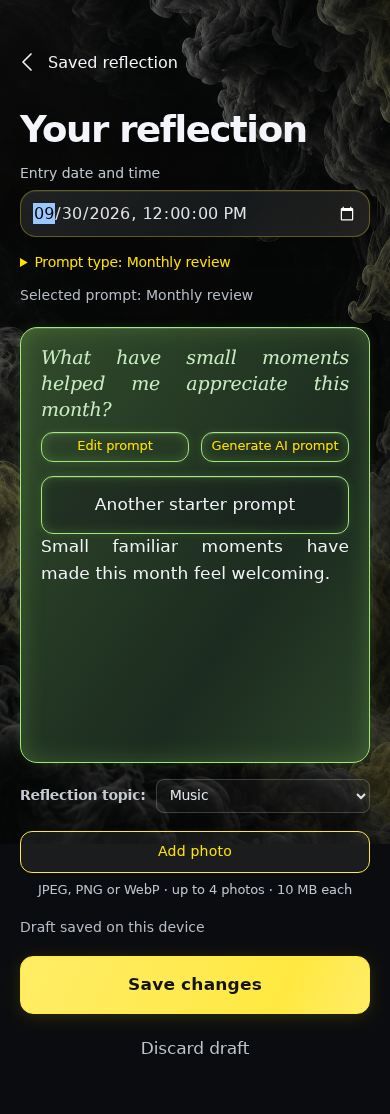 Saved reflection
Your reflection
Entry date and time
09/30/2026, 12:00:00 PM
Prompt type: Monthly review
Selected prompt: Monthly review
What have small moments
helped me appreciate this
month?
Edit prompt
Generate AI prompt
Another starter prompt
Small familiar moments have
made this month feel welcoming.
Reflection topic: Music
Add photo
JPEG, PNG or WebP · up to 4 photos · 10 MB each
Draft saved on this device
Save changes
Discard draft